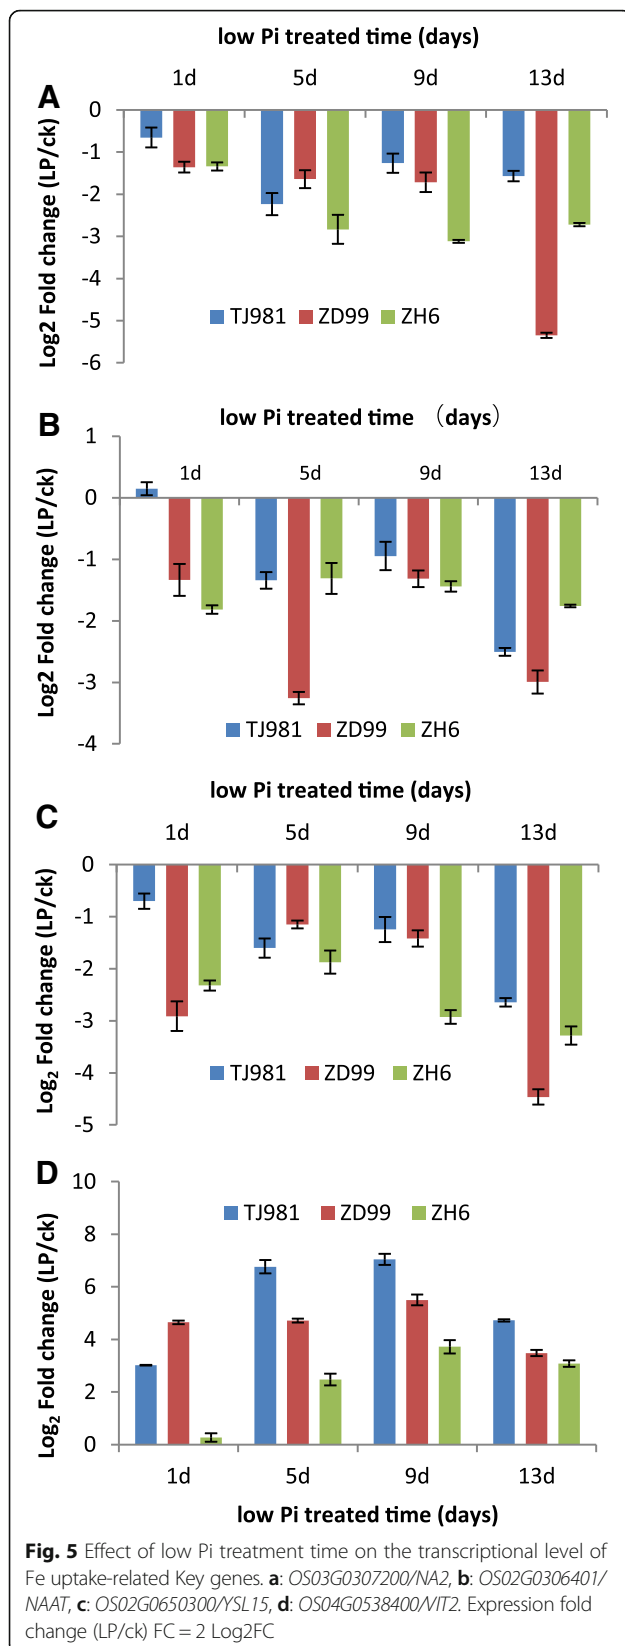 low Pi treated time (days)
1d 5d 9d 13d
A
0
-1
-2
-3
-4
-5
-6
Log2 Fold change (LP/ck)
TJ981 ZD99 ZH6
low Pi treated time （days）
B
1
0
-1
-2
-3
-4
1d 5d 9d 13d
Log2 Fold change (LP/ck)
TJ981 ZD99 ZH6
low Pi treated time (days)
C
1d 5d 9d 13d
0
-1
-2
-3
-4
-5
Log2 Fold change (LP/ck)
TJ981 ZD99 ZH6
D
10
8
6
4
2
0
Log2 Fold change (LP/ck)
TJ981 ZD99 ZH6
1d 5d 9d 13d
low Pi treated time (days)
Fig. 5 Effect of low Pi treatment time on the transcriptional level of
Fe uptake-related Key genes. a: OS03G0307200/NA2, b: OS02G0306401/
NAAT, c: OS02G0650300/YSL15, d: OS04G0538400/VIT2. Expression fold
change (LP/ck) FC = 2 Log2FC